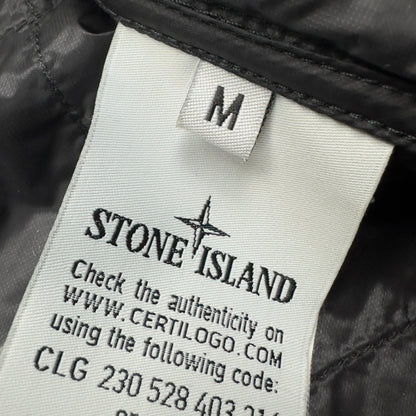 M
STONE ISLAND
Check the authenticity on
WWW.CERTILOGO.COM
using the following code:
CLG 230 528 403